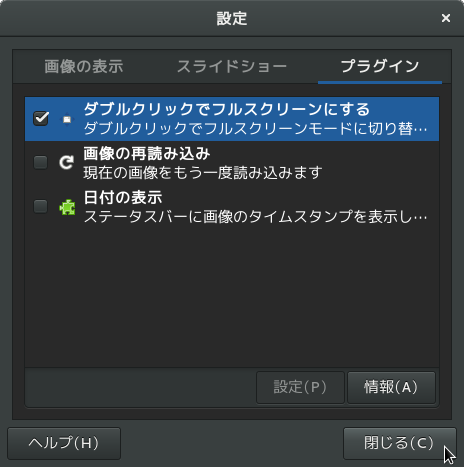 設定
画像の表示 スライドショー プラグイン
ダブルクリックでフルスクリーンにする
ダブルクリックでフルスクリーンモードに切り替…
画像の再読み込み
現在の画像をもう一度読み込みます
日付の表示
ステータスバーに画像のタイムスタンプを表示し…
設定(P) 情報(A)
ヘルプ(H) 閉じる(C)